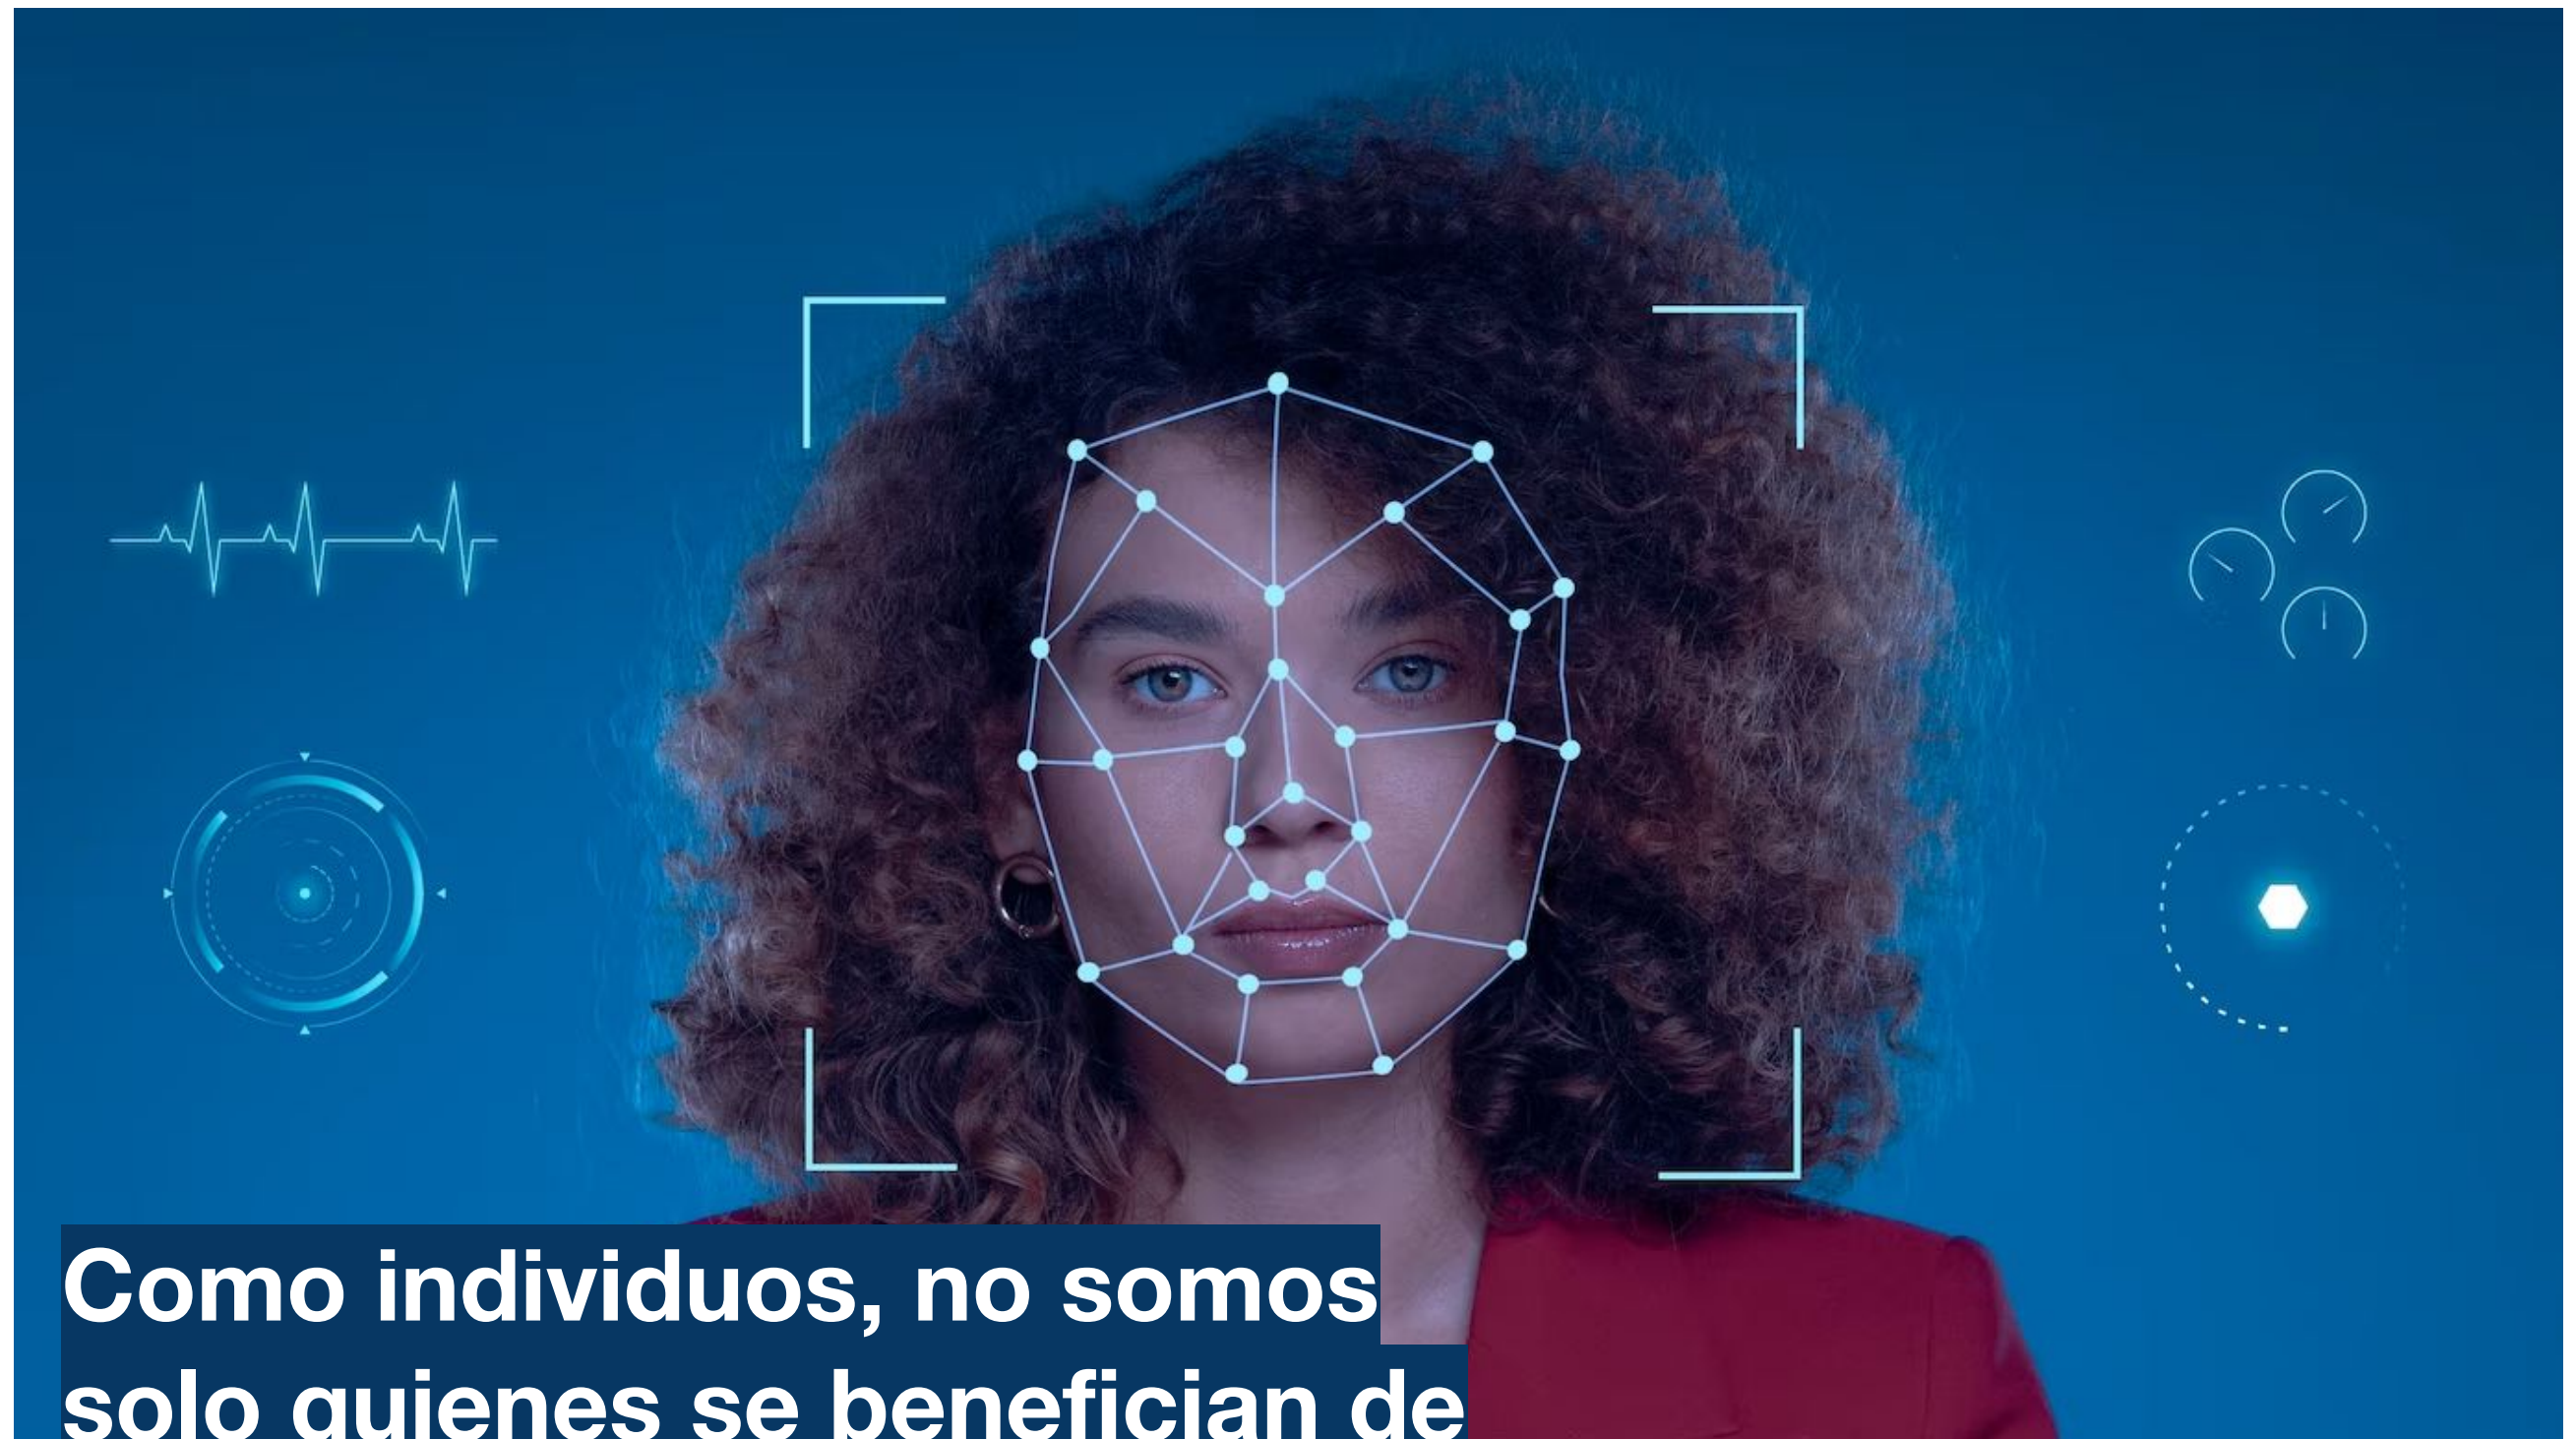 Como individuos, no somos
solo quienes se benefician de